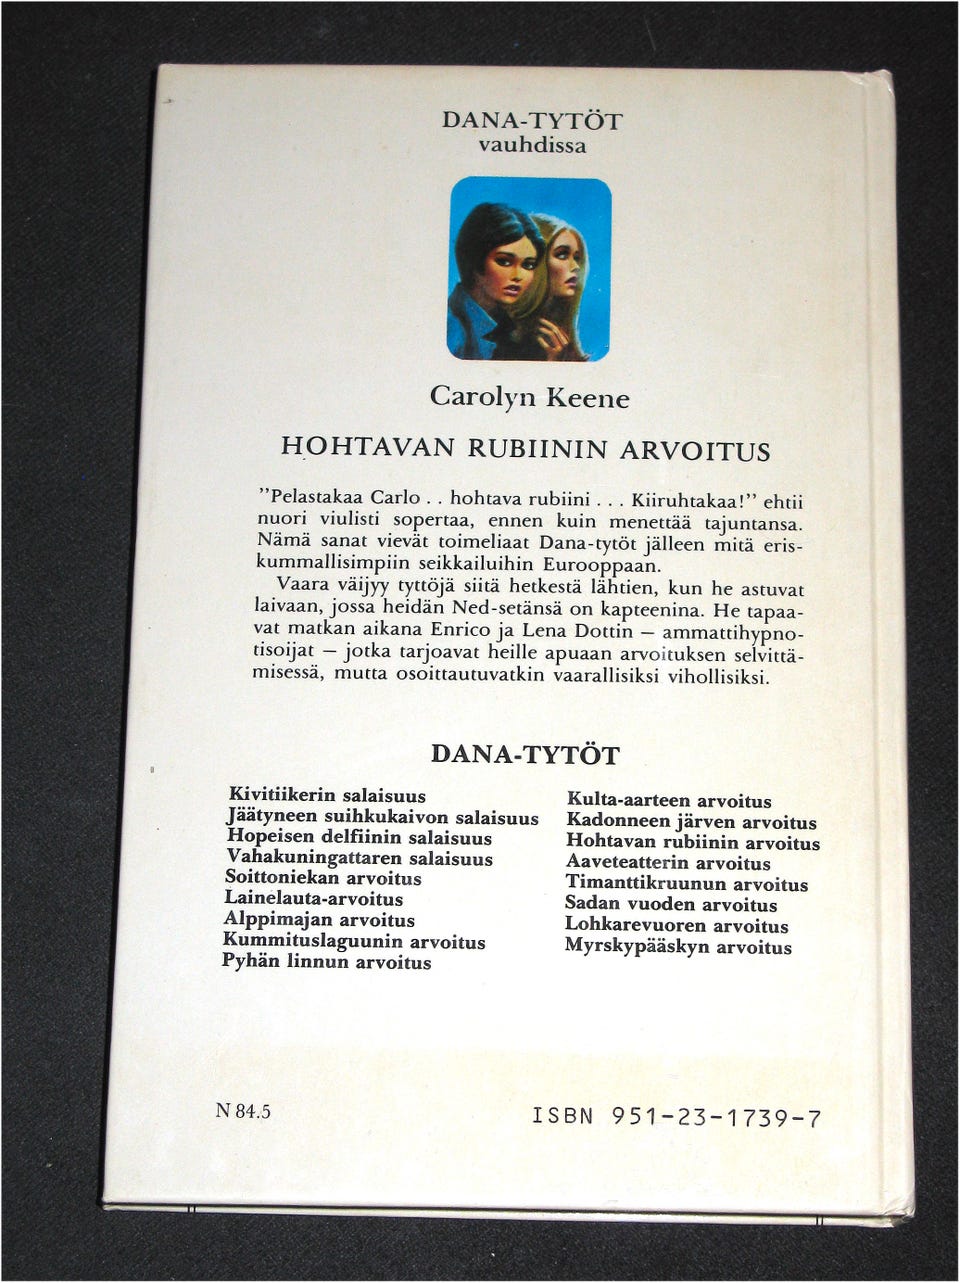 DANA-TYTÖT
vauhdissa
Carolyn Keene
HOHTAVAN RUBIININ ARVOITUS
”Pelastakaa Carlo . . hohtava rubiini . . . Kiiruhtakaa!” ehtii
nuori viulisti sopertaa, ennen kuin menettää tajuntansa.
Nämä sanat vievät toimeliaat Dana-tytöt jälleen mitä eris-
kummallisimpiin seikkailuihin Eurooppaan.
Vaara väijyy tyttöjä siitä hetkestä lähtien, kun he astuvat
laivaan, jossa heidän Ned-setänsä on kapteenina. He tapaa-
vat matkan aikana Enrico ja Lena Dottin — ammattihypno-
tisoijat — jotka tarjoavat heille apuaan arvoituksen selvittä-
misessä, mutta osoittautuvatkin vaarallisiksi vihollisiksi.
DANA-TYTÖT
Kivitiikerin salaisuus
Jäätyneen suihkukaivon salaisuus
Hopeisen delfiinin salaisuus
Vahakuningattaren salaisuus
Soittoniekan arvoitus
Lainelauta-arvoitus
Alppimajan arvoitus
Kummituslaguunin arvoitus
Pyhän linnun arvoitus
Kulta-aarteen arvoitus
Kadonneen järven arvoitus
Hohtavan rubiinin arvoitus
Aaveteatterin arvoitus
Timanttikruunun arvoitus
Sadan vuoden arvoitus
Lohkarevuoren arvoitus
Myrskypääskyn arvoitus
N 84.5
ISBN 951-23-1739-7